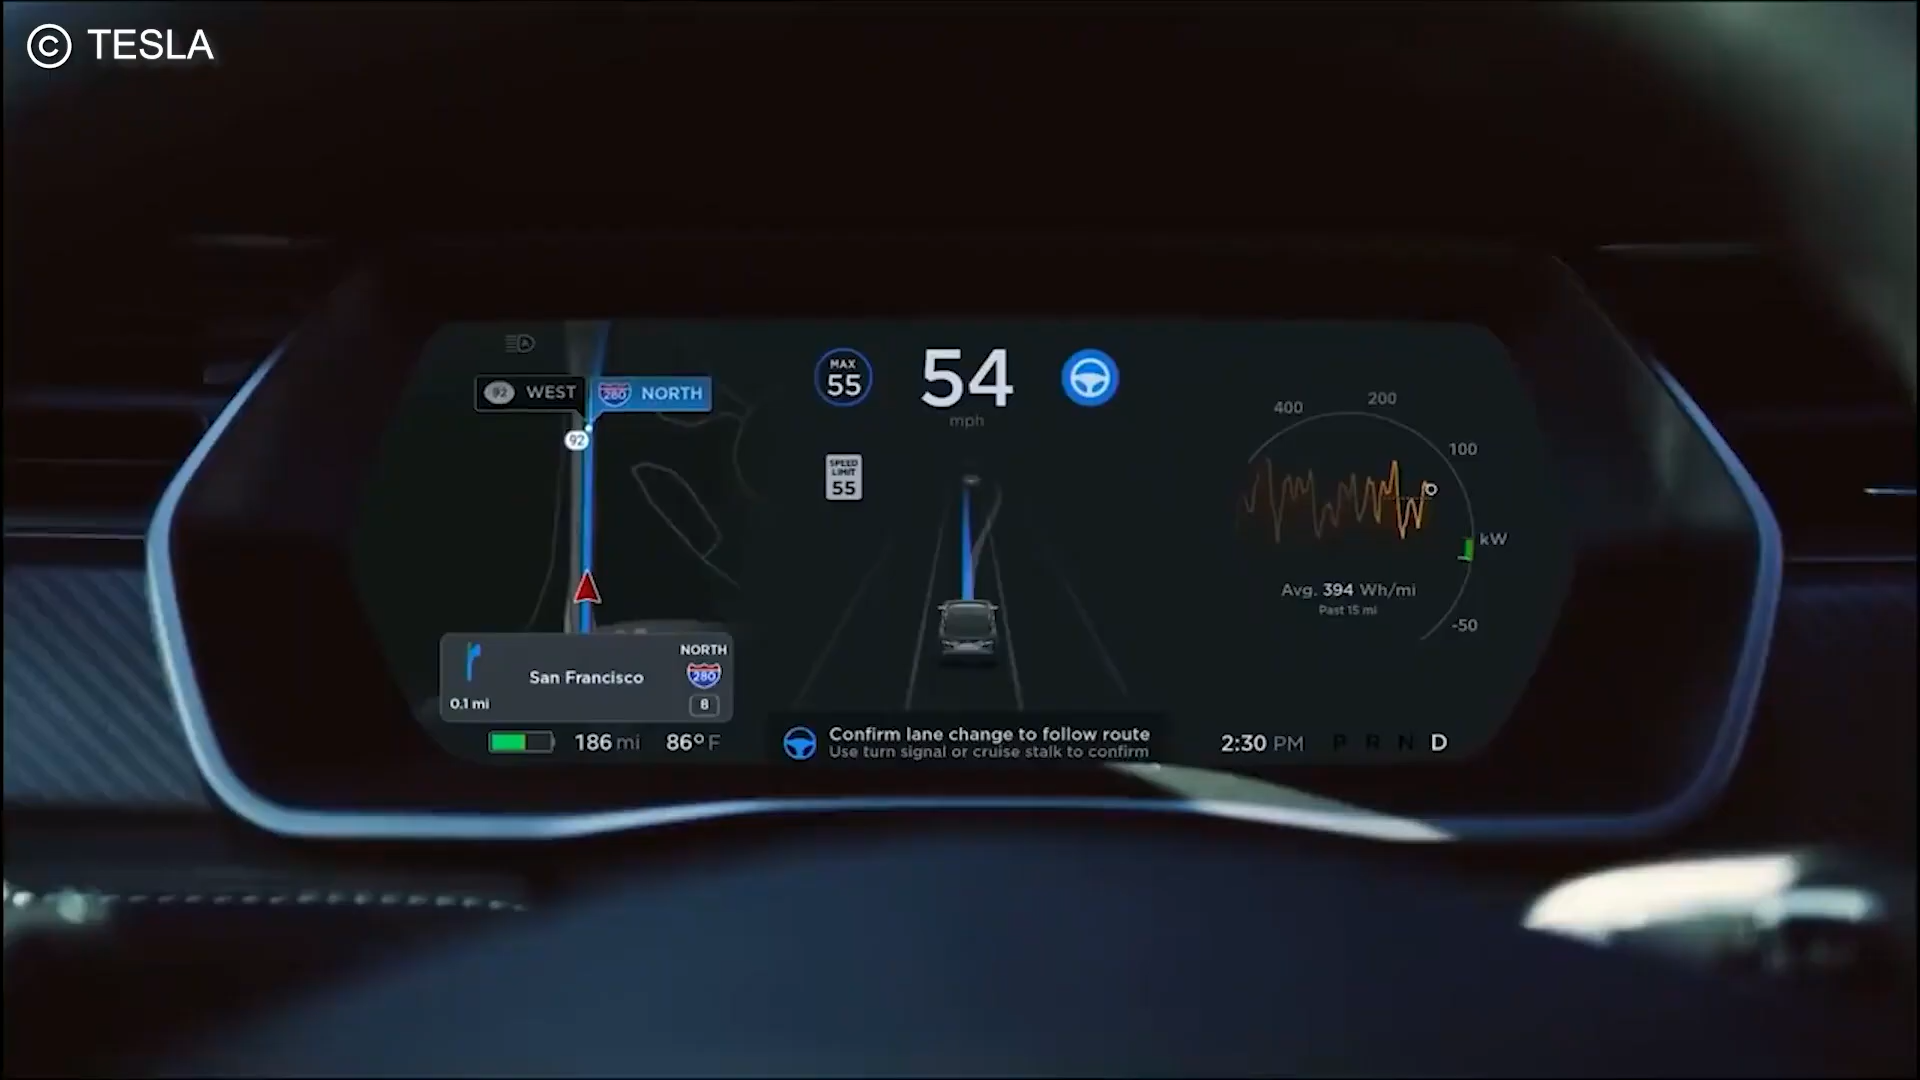 © TESLA
92 WEST
280 NORTH
92
MAX
55
54
mph
SPEED
LIMIT
55
400
200
100
kW
-50
Avg. 394 Wh/mi
Past 15 mi
NORTH
San Francisco
280
0.1 mi
8
186 mi
86°F
Confirm lane change to follow route
Use turn signal or cruise stalk to confirm
2:30 PM
P R N D